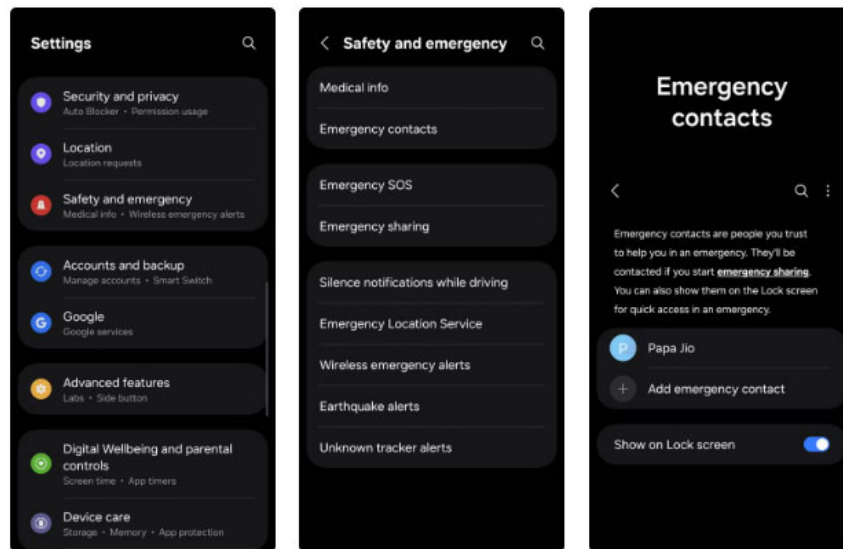 Settings
Security and privacy
Auto Blocker • Permission usage
Location
Location requests
Safety and emergency
Medical info • Wireless emergency alerts
Accounts and backup
Manage accounts • Smart Switch
Google
Google services
Advanced features
Labs • Side button
Digital Wellbeing and parental
controls
Screen time • App timers
Device care
Storage • Memory • App protection
Safety and emergency
Medical info
Emergency contacts
Emergency SOS
Emergency sharing
Silence notifications while driving
Emergency Location Service
Wireless emergency alerts
Earthquake alerts
Unknown tracker alerts
Emergency
contacts
Emergency contacts are people you trust
to help you in an emergency. They'll be
contacted if you start emergency sharing.
You can also show them on the Lock screen
for quick access in an emergency.
P Papa Jio
Add emergency contact
Show on Lock screen